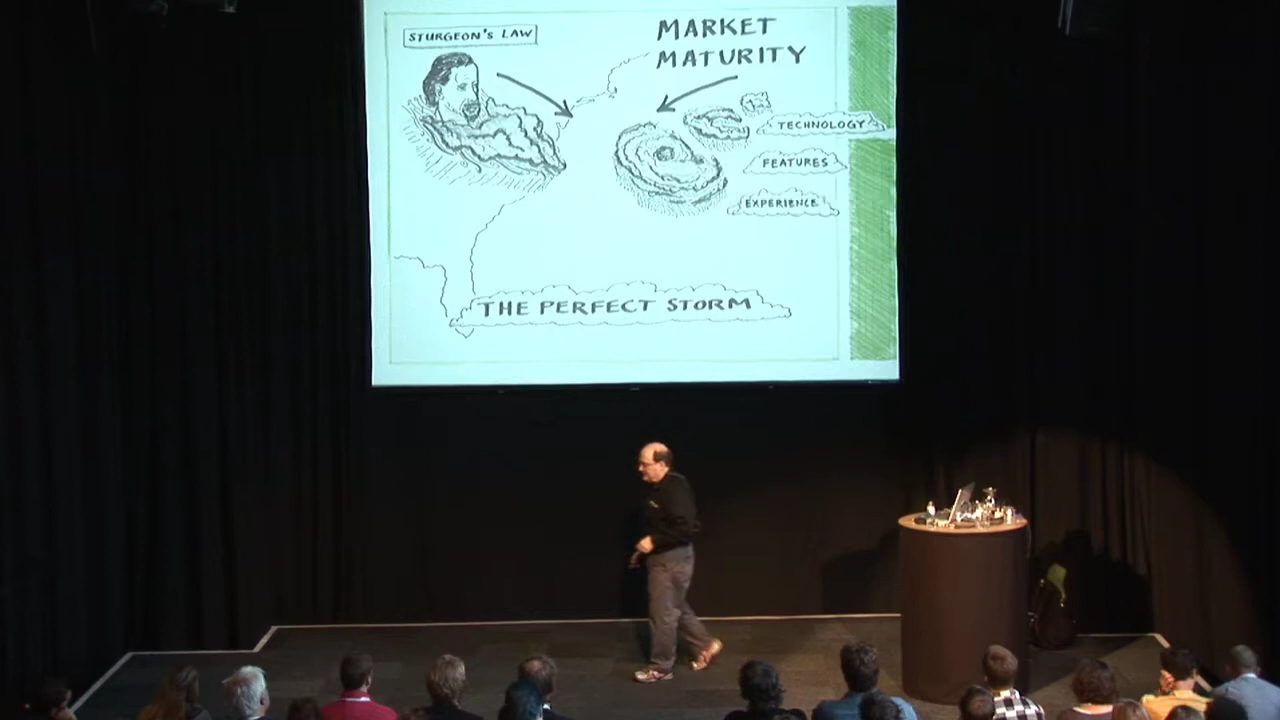 STURGEON'S LAW
MARKET
MATURITY
TECHNOLOGY
FEATURES
EXPERIENCE
THE PERFECT STORM